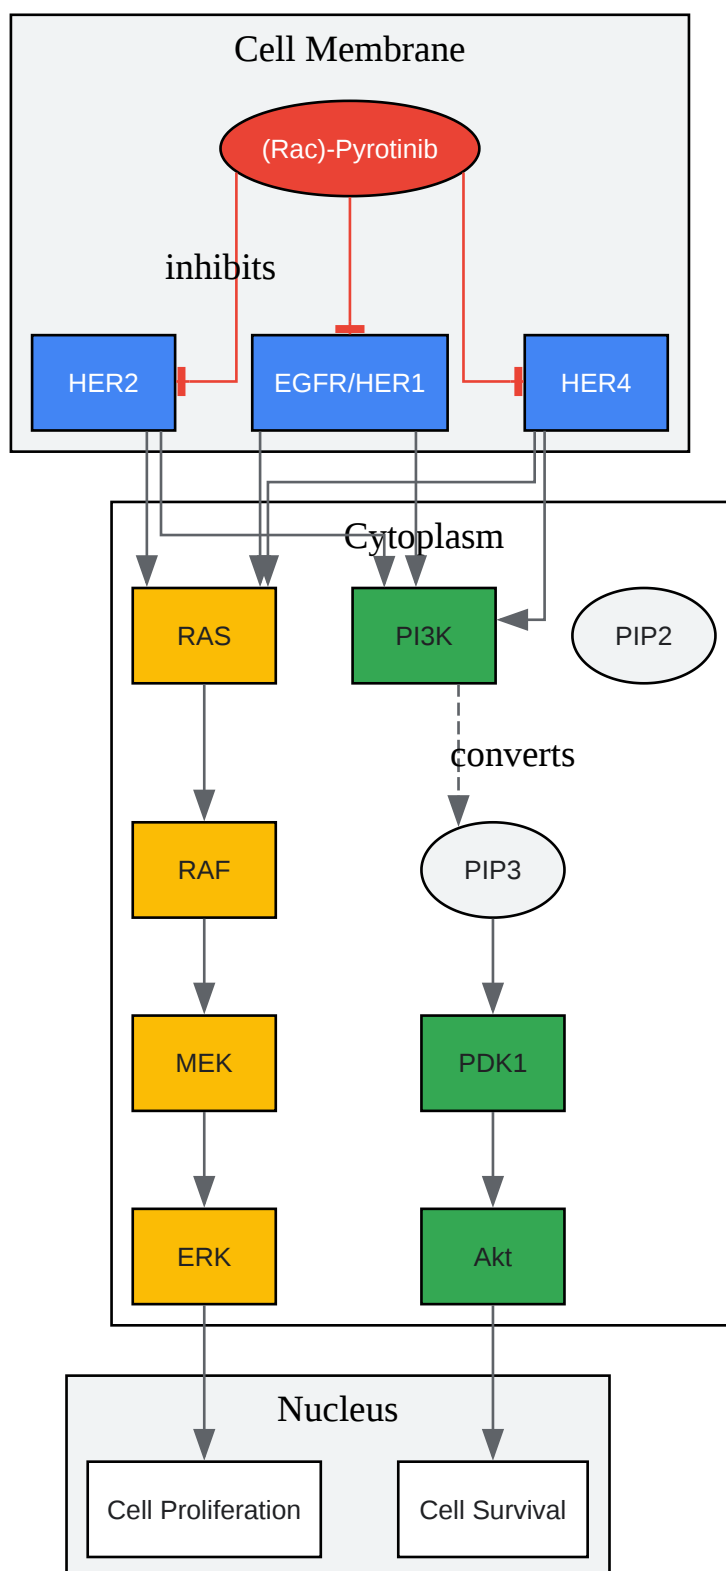 Cell Membrane
(Rac)-Pyrotinib
inhibits
HER2
EGFR/HER1
HER4
Cytoplasm
RAS
PI3K
PIP2
converts
RAF
PIP3
MEK
PDK1
ERK
Akt
Nucleus
Cell Proliferation
Cell Survival